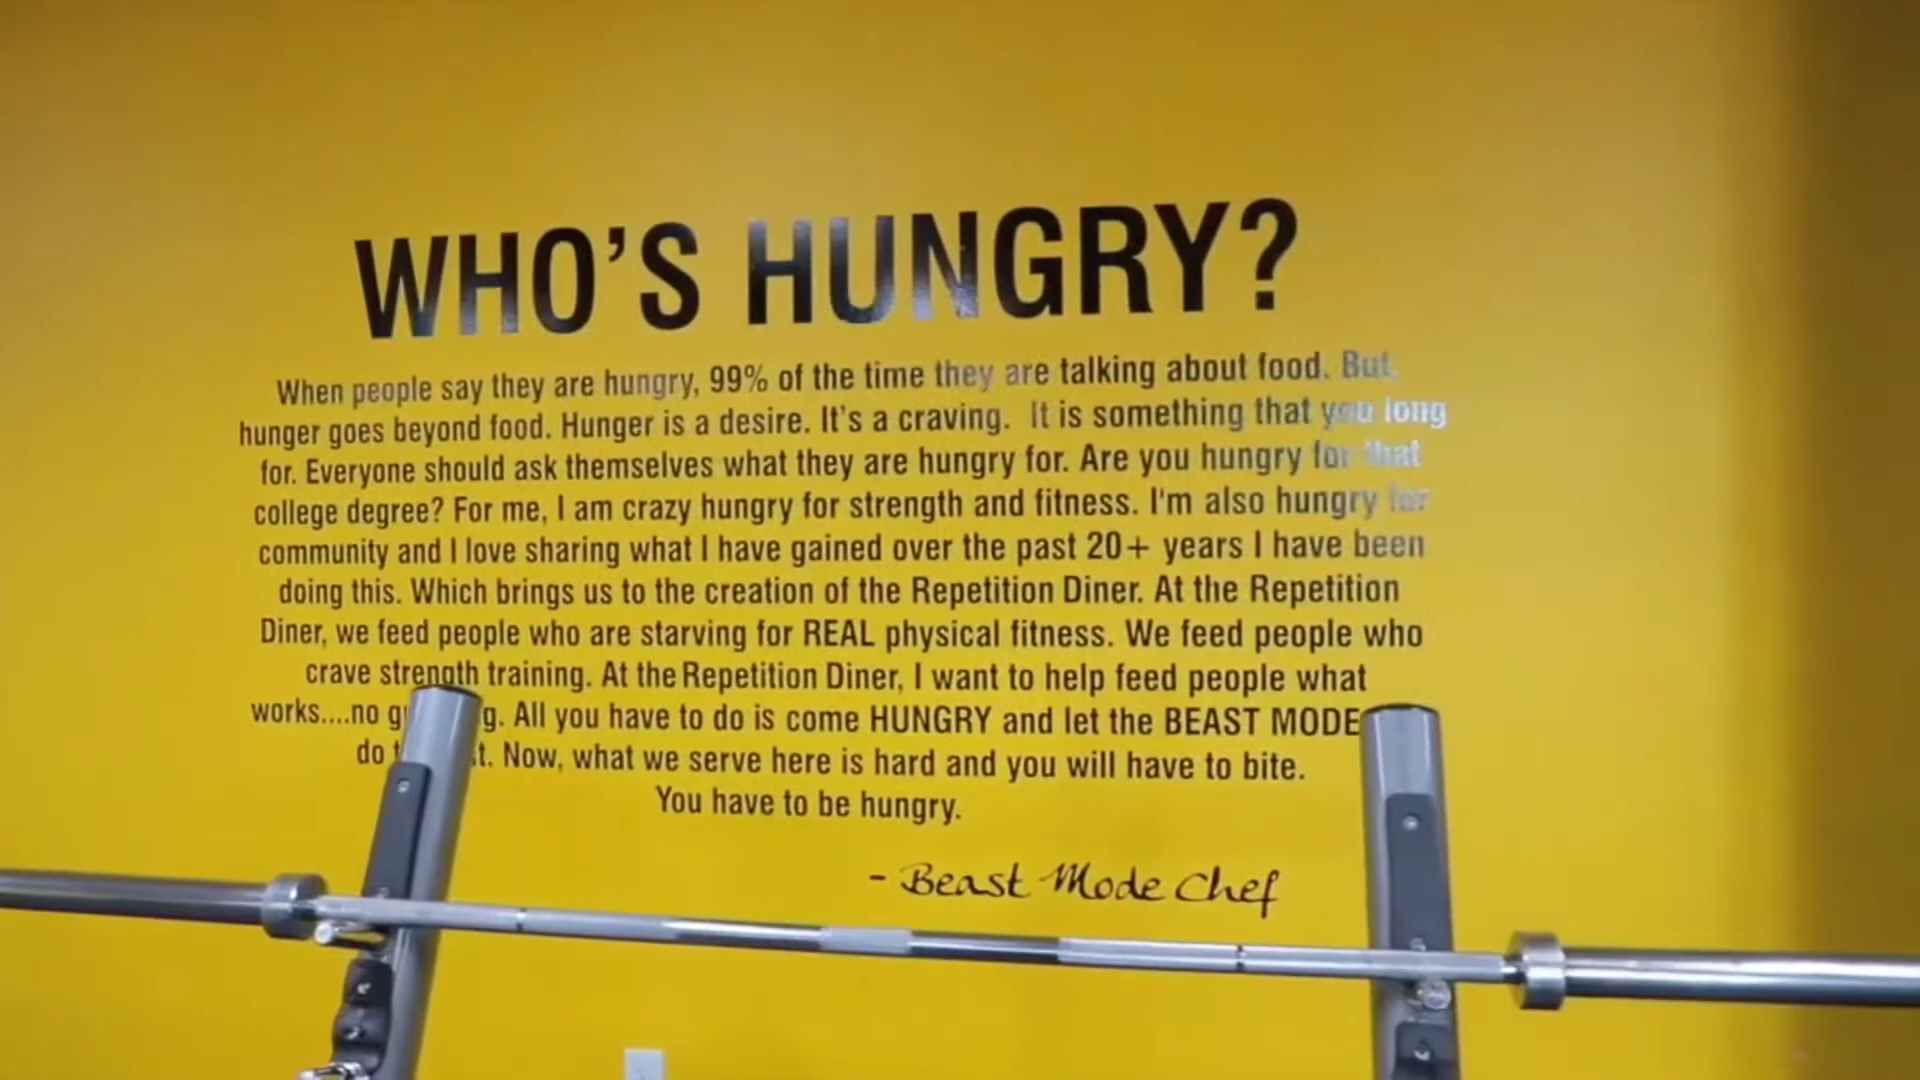 WHO'S HUNGRY?
When people say they are hungry, 99% of the time they are talking about food. But,
hunger goes beyond food. Hunger is a desire. It's a craving. It is something that you long
for. Everyone should ask themselves what they are hungry for. Are you hungry for that
college degree? For me, I am crazy hungry for strength and fitness. I'm also hungry for
community and I love sharing what I have gained over the past 20+ years I have been
doing this. Which brings us to the creation of the Repetition Diner. At the Repetition
Diner, we feed people who are starving for REAL physical fitness. We feed people who
crave strength training. At the Repetition Diner, I want to help feed people what
works....no All you have to do is come HUNGRY and let the BEAST MODE
do Now, what we serve here is hard and you will have to bite.
You have to be hungry.
- Beast Mode Chef